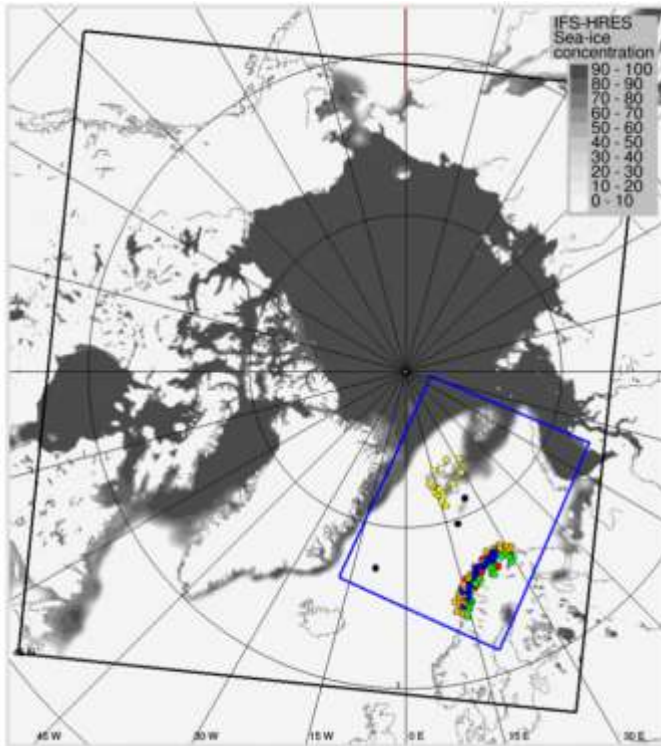 IFS-HRES
Sea-ice
concentration
90 - 100
80 - 90
70 - 80
60 - 70
50 - 60
40 - 50
30 - 40
20 - 30
10 - 20
0 - 10
45 W
30 W
15 W
0 E
15 E
30 E